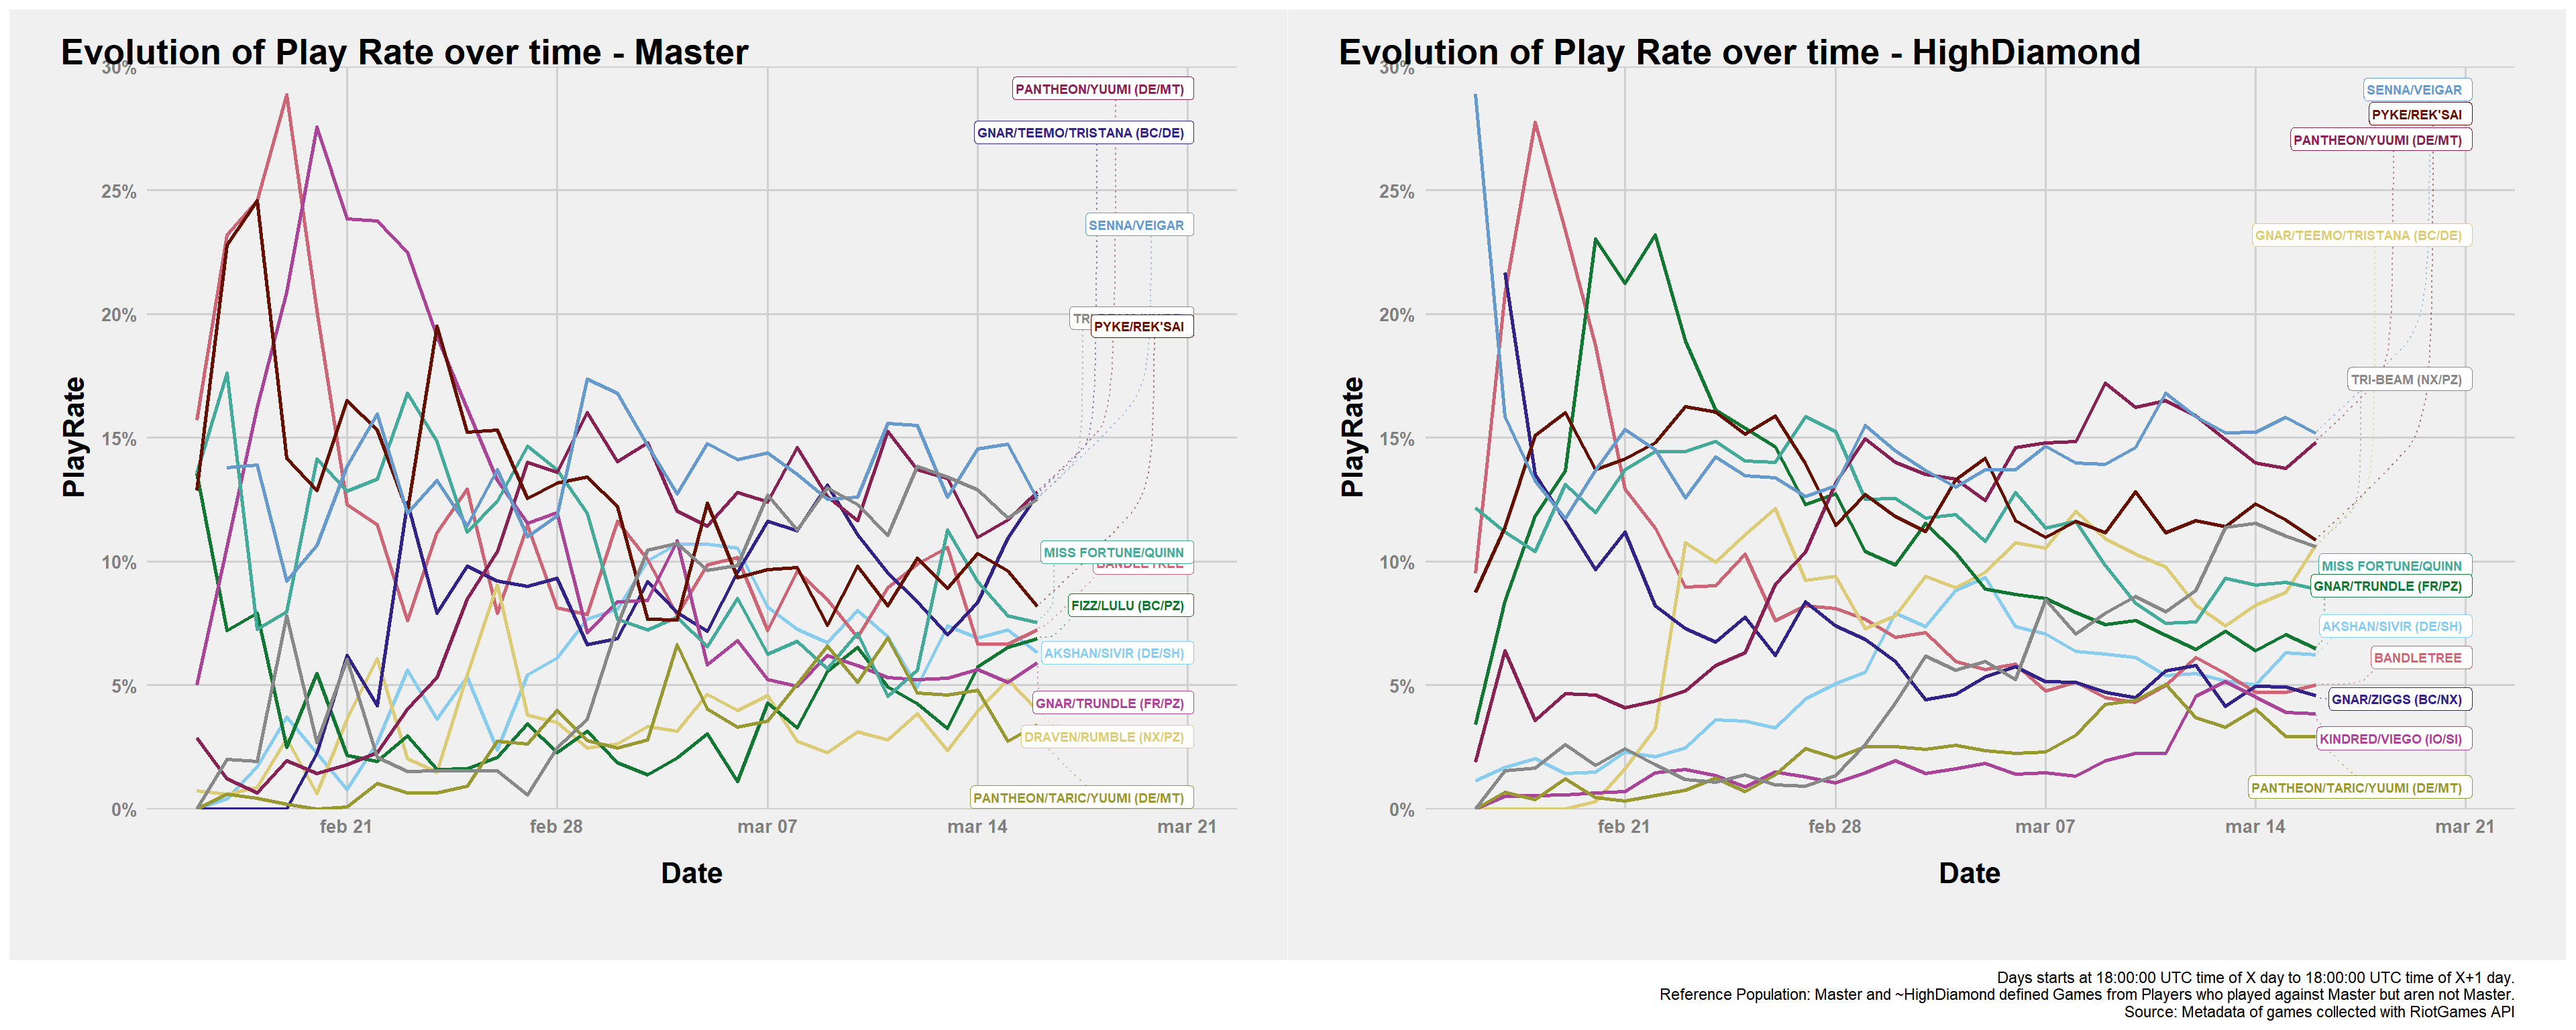 Evolution of Play Rate over time - Master
30%
25%
20%
15%
10%
5%
0%
PlayRate
PANTHEON/YUUMI (DE/MT)
GNAR/TEEMO/TRISTANA (BC/DE)
SENNA/VEIGAR
PYKE/REK'SAI
MISS FORTUNE/QUINN
BANDLETREE
FIZZ/LULU (BC/PZ)
AKSHAN/SIVIR (DE/SH)
GNAR/TRUNDLE (FR/PZ)
DRAVEN/RUMBLE (NX/PZ)
PANTHEON/TARIC/YUUMI (DE/MT)
feb 21
feb 28
mar 07
mar 14
mar 21
Date
Evolution of Play Rate over time - HighDiamond
30%
25%
20%
15%
10%
5%
0%
PlayRate
SENNA/VEIGAR
PYKE/REK'SAI
PANTHEON/YUUMI (DE/MT)
GNAR/TEEMO/TRISTANA (BC/DE)
TRI-BEAM (NX/PZ)
MISS FORTUNE/QUINN
GNAR/TRUNDLE (FR/PZ)
AKSHAN/SIVIR (DE/SH)
BANDLETREE
GNAR/ZIGGS (BC/NX)
KINDRED/VIEGO (IO/SI)
PANTHEON/TARIC/YUUMI (DE/MT)
feb 21
feb 28
mar 07
mar 14
mar 21
Date
Days starts at 18:00:00 UTC time of X day to 18:00:00 UTC time of X+1 day.
Reference Population: Master and ~HighDiamond defined Games from Players who played against Master but aren not Master.
Source: Metadata of games collected with RiotGames API